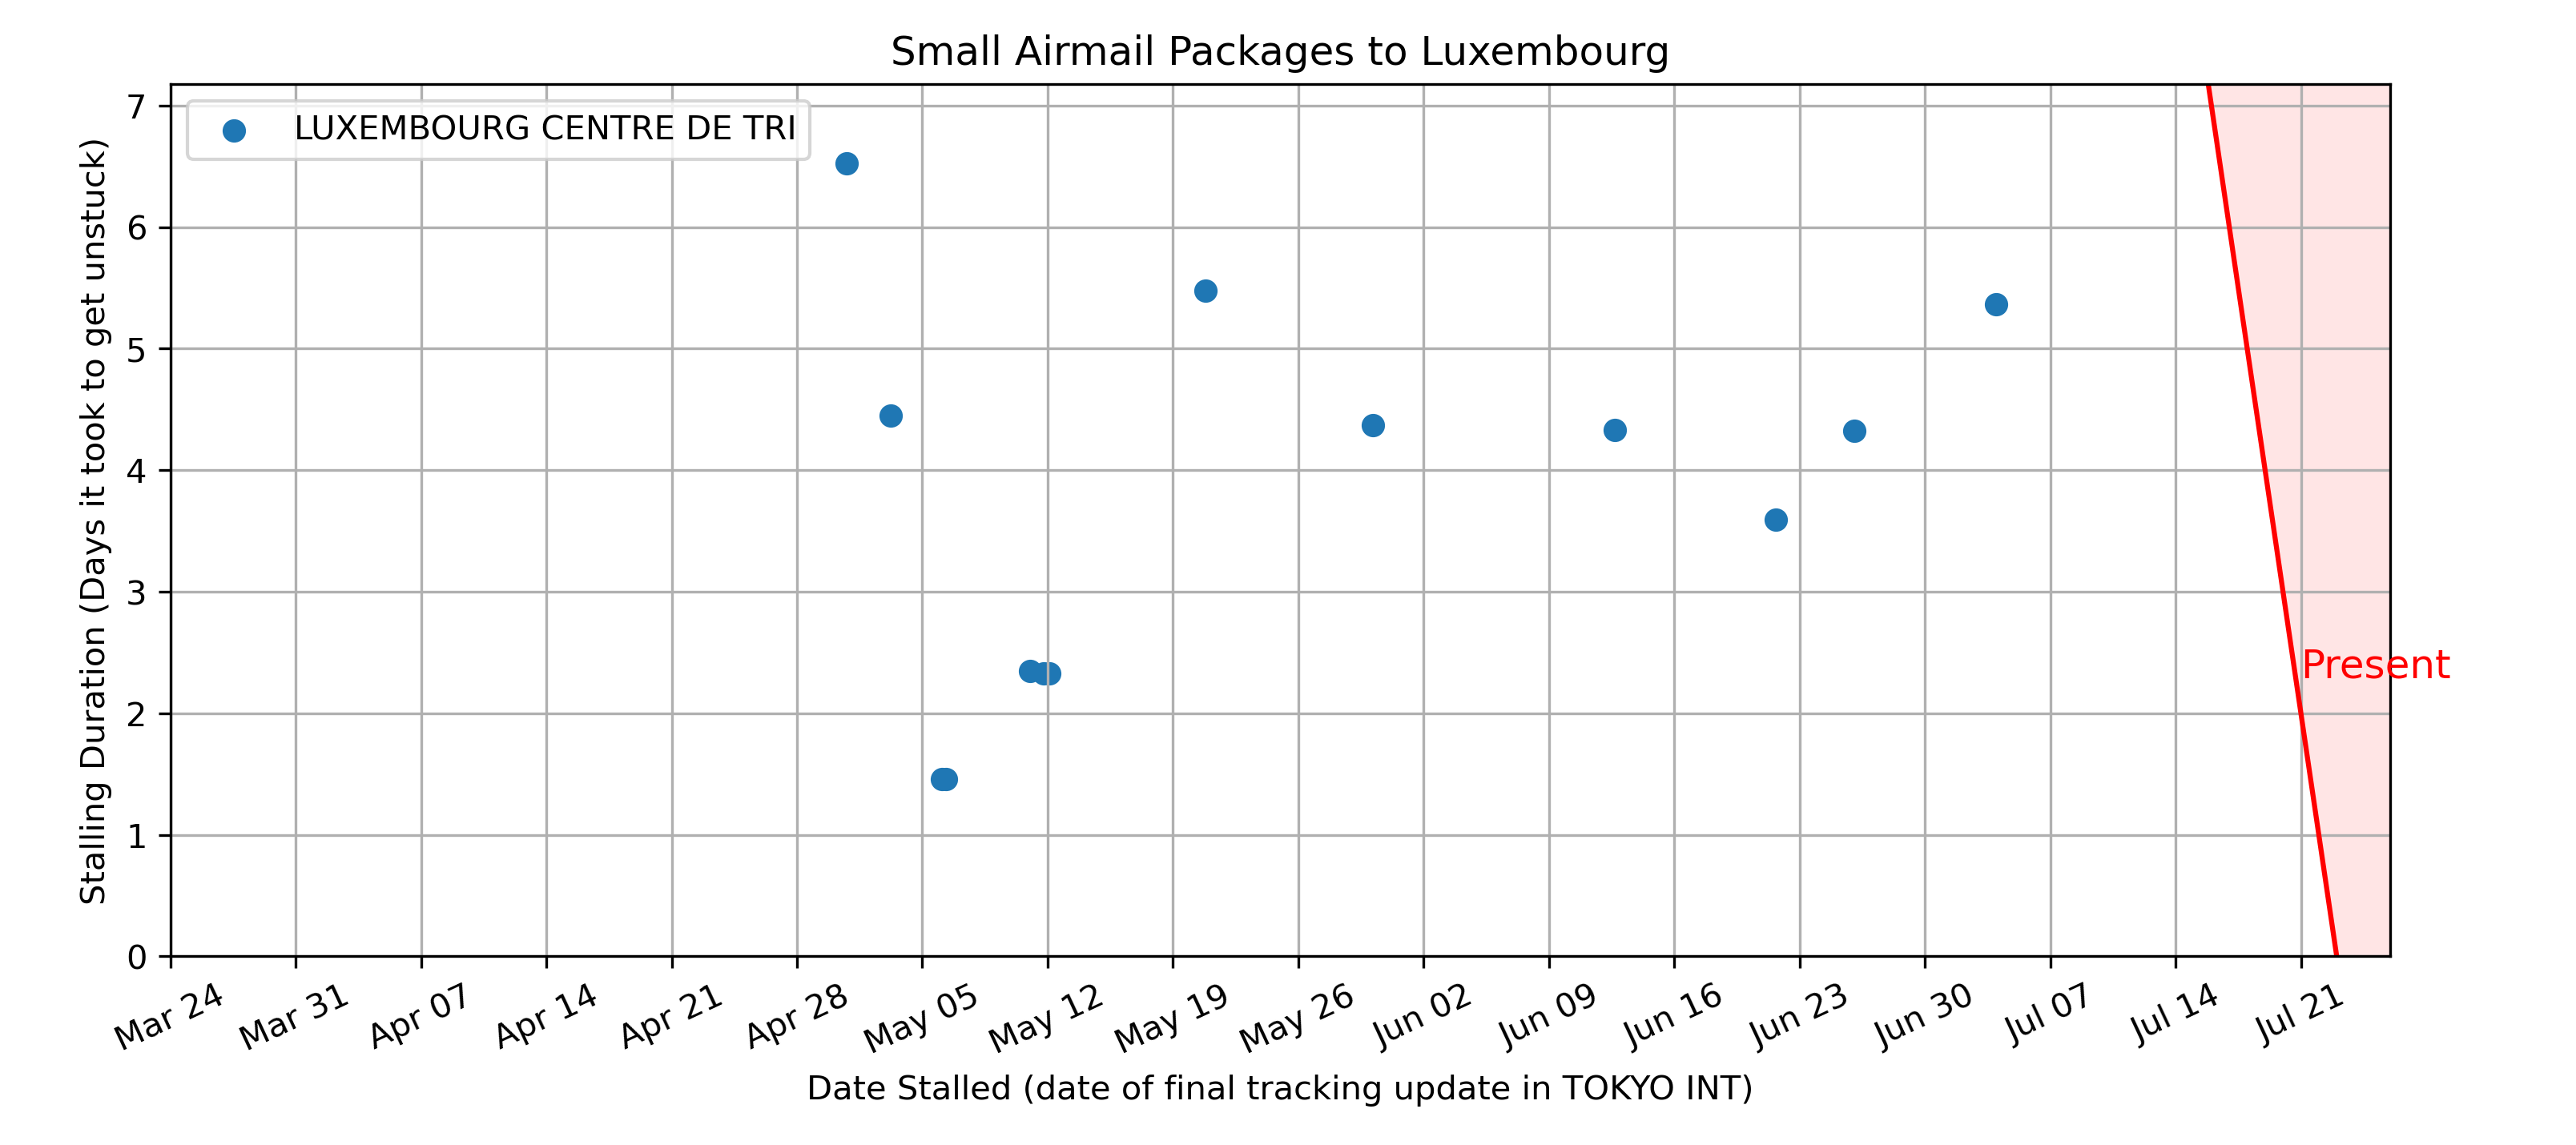 Small Airmail Packages to Luxembourg
LUXEMBOURG CENTRE DE TRI
Stalling Duration (Days it took to get unstuck)
7
6
5
4
3
2
1
0
Present
Mar 24
Mar 31
Apr 07
Apr 14
Apr 21
Apr 28
May 05
May 12
May 19
May 26
Jun 02
Jun 09
Jun 16
Jun 23
Jun 30
Jul 07
Jul 14
Jul 21
Date Stalled (date of final tracking update in TOKYO INT)